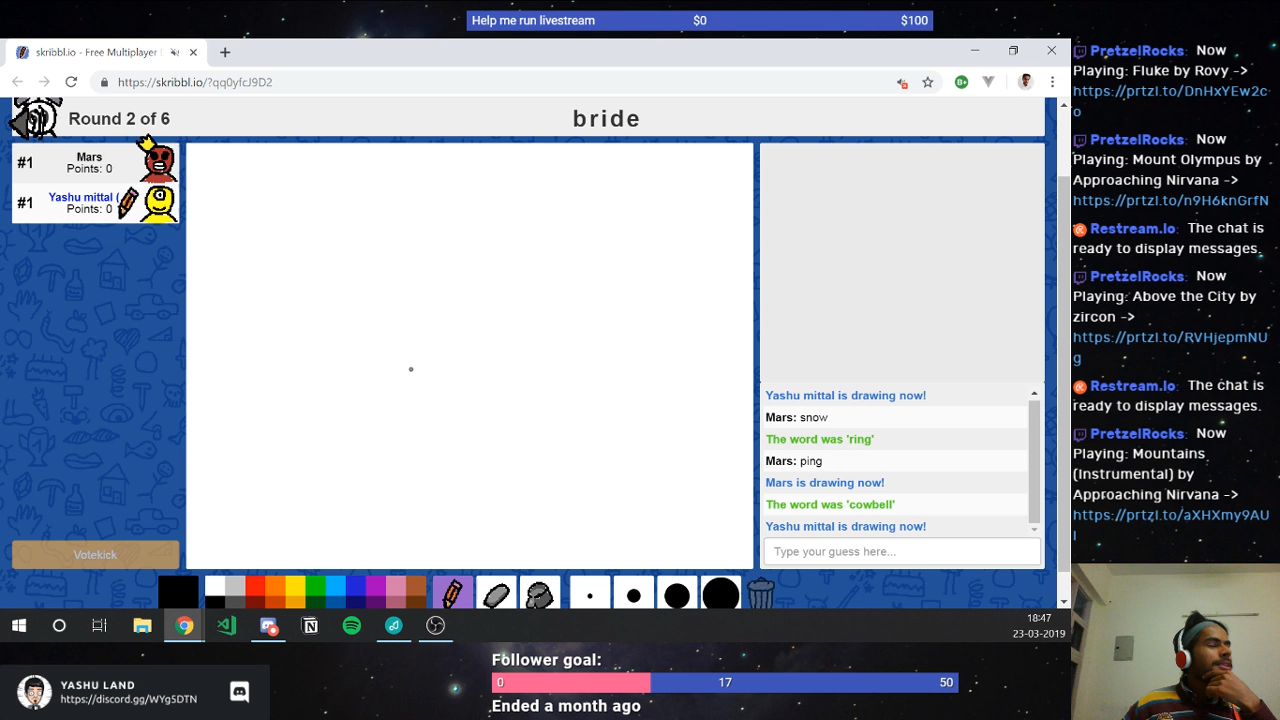 Help me run livestream $0 $100
skribbl.io - Free Multiplayer
https://skribbl.io/?qq0yfcJ9D2
Round 2 of 6
bride
#1 Mars
Points: 0
#1 Yashu mittal (
Points: 0
Votekick
Yashu mittal is drawing now!
Mars: snow
The word was 'ring'
Mars: ping
Mars is drawing now!
The word was 'cowbell'
Yashu mittal is drawing now!
Type your guess here...
PretzelRocks: Now
Playing: Fluke by Rovy ->
https://prtzl.to/DnHxYEw2c
o
PretzelRocks: Now
Playing: Mount Olympus by
Approaching Nirvana ->
https://prtzl.to/n9H6knGrfN
Restream.io: The chat is
ready to display messages.
PretzelRocks: Now
Playing: Above the City by
zircon ->
https://prtzl.to/RVHjepmNU
g
Restream.io: The chat is
ready to display messages.
PretzelRocks: Now
Playing: Mountains
(Instrumental) by
Approaching Nirvana ->
https://prtzl.to/aXHXmy9AU
18:47
23-03-2019
YASHU LAND
https://discord.gg/WYg5DTN
Follower goal:
0 17 50
Ended a month ago